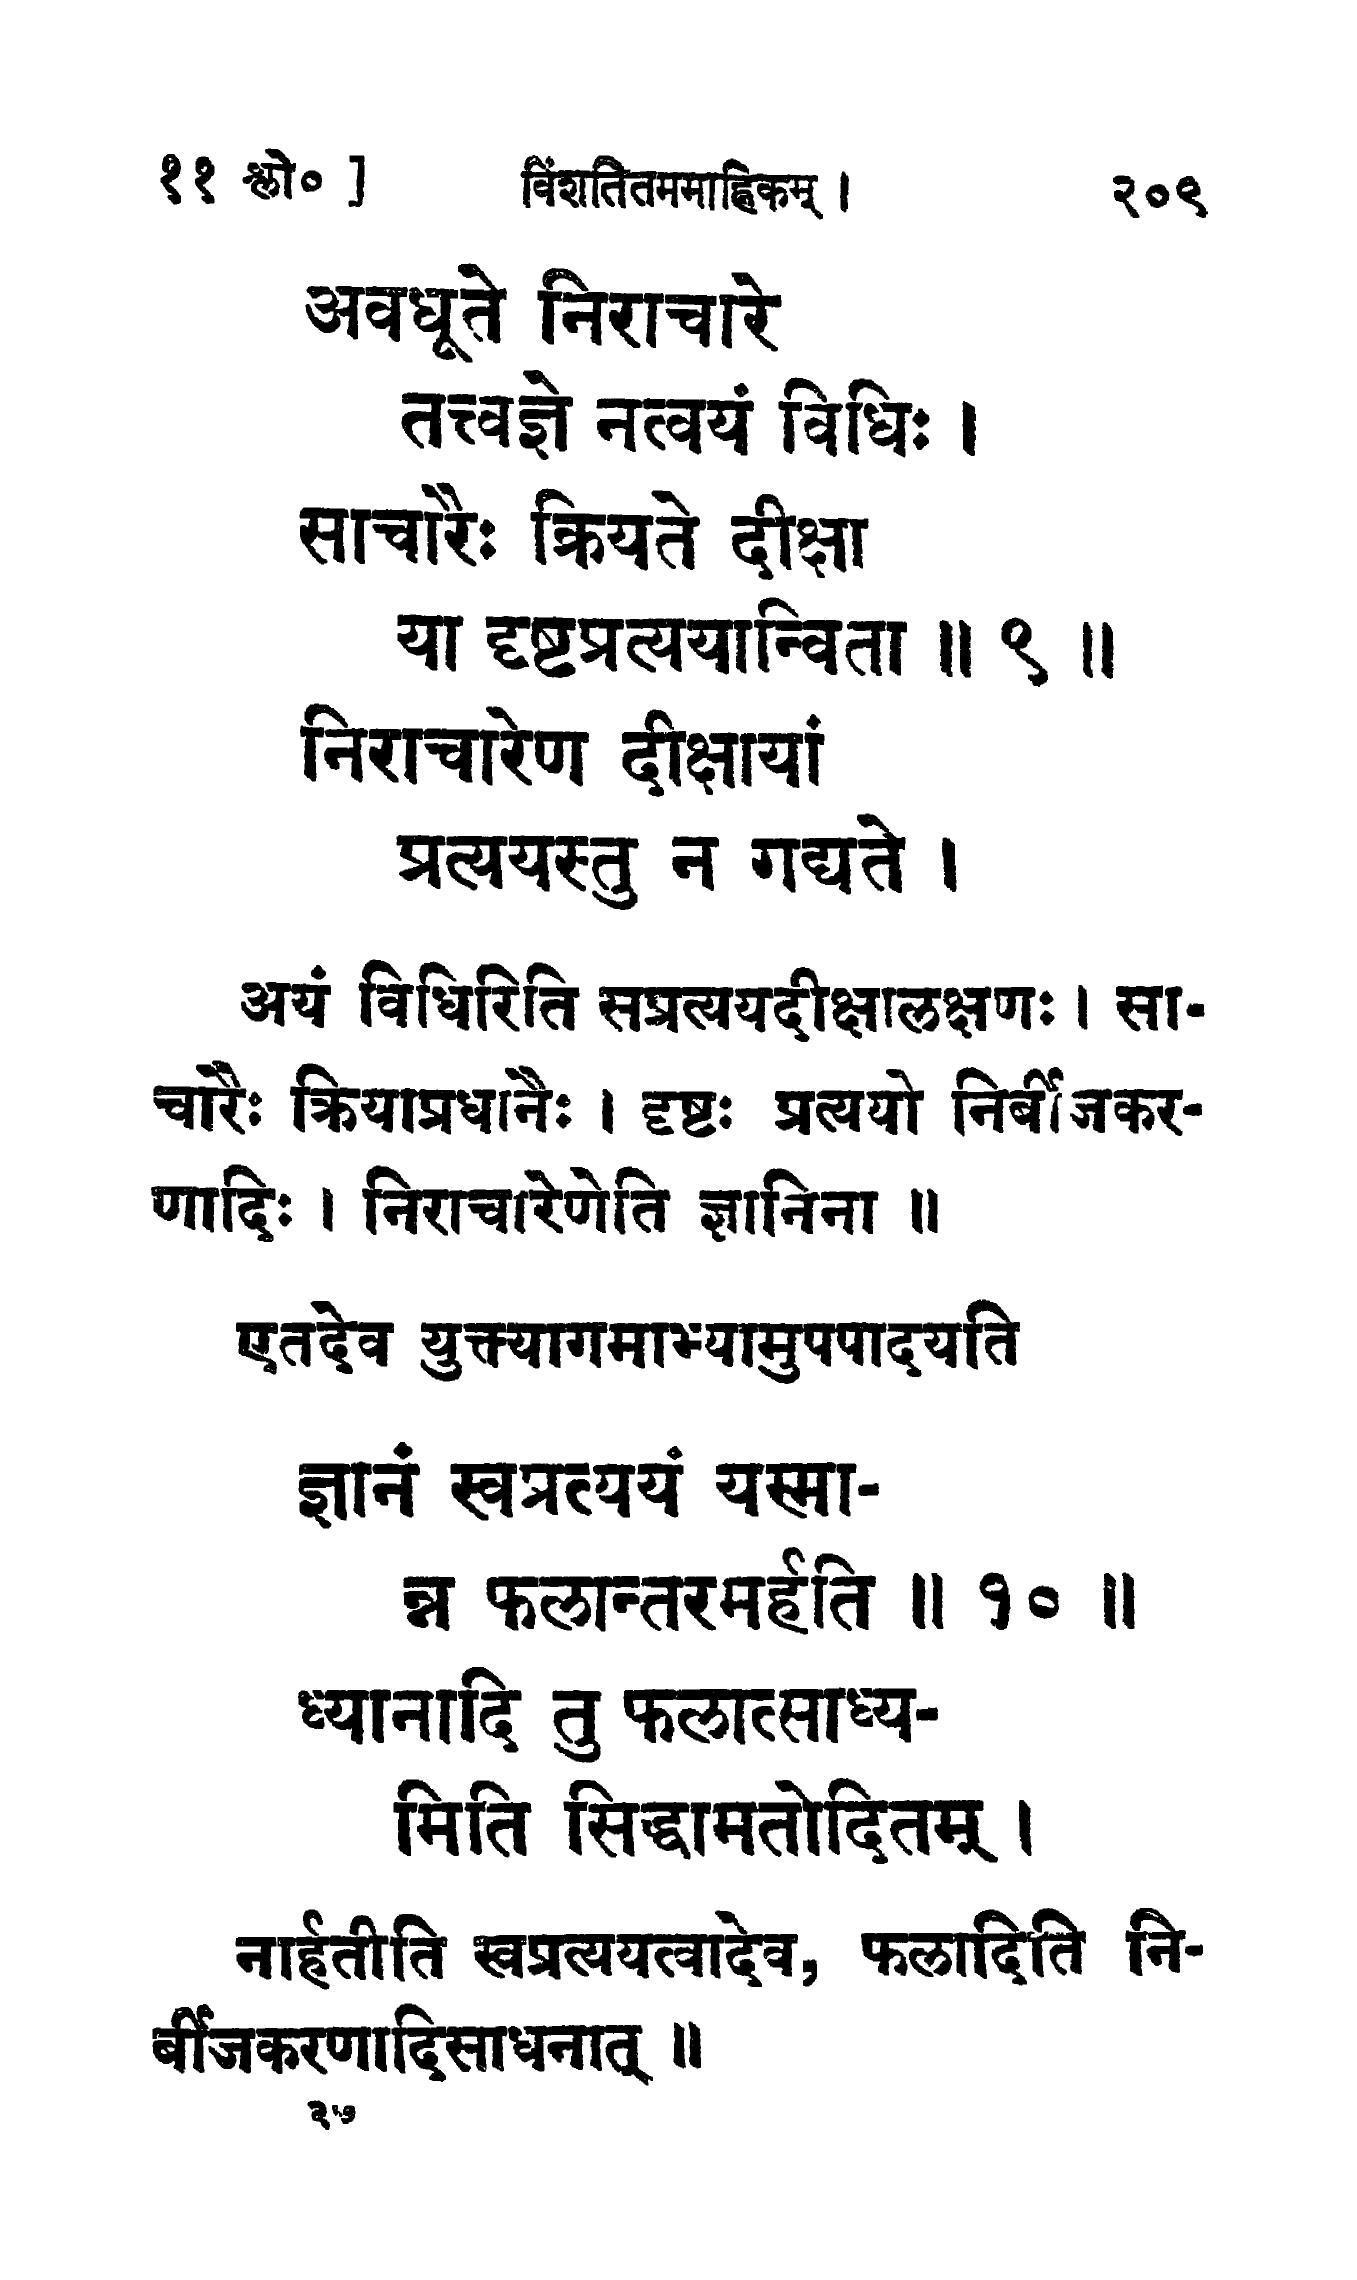 ११ श्लो० ] विंशतितममाह्निकम् । २०९
अवधूते निराचारे
तत्त्वज्ञे नत्वयं विधिः ।
साचारैः क्रियते दीक्षा
या दृष्टप्रत्ययान्विता ॥ ९ ॥
निराचारेण दीक्षायां
प्रत्ययस्तु न गद्यते ।
अयं विधिरिति सप्रत्ययदीक्षालक्षणः । सा-
चारैः क्रियाप्रधानैः । दृष्टः प्रत्ययो निर्बीजकर-
णादिः । निराचारेणेति ज्ञानिना ॥
एतदेव युक्त्यागमाभ्यामुपपादयति
ज्ञानं स्वप्रत्ययं यस्मा-
न्न फलान्तरमर्हति ॥ १० ॥
ध्यानादि तु फलात्साध्य-
मिति सिद्धामतोदितम् ।
नार्हतीति स्वप्रत्ययत्वादेव, फलादिति नि-
र्बीजकरणादिसाधनात् ॥
२७